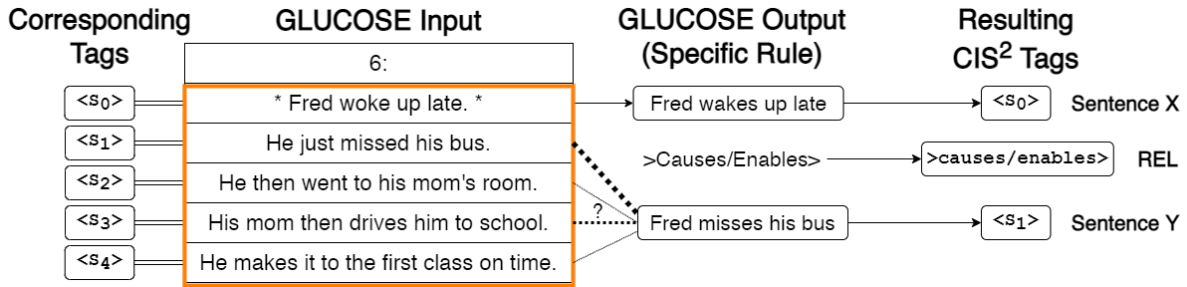 Corresponding Tags
GLUCOSE Input
GLUCOSE Output (Specific Rule)
Resulting CIS² Tags
6:
<s₀>
* Fred woke up late. *
Fred wakes up late
<s₀>
Sentence X
<s₁>
He just missed his bus.
>Causes/Enables>
>causes/enables>
REL
<s₂>
He then went to his mom's room.
<s₃>
His mom then drives him to school.
?
Fred misses his bus
<s₁>
Sentence Y
<s₄>
He makes it to the first class on time.